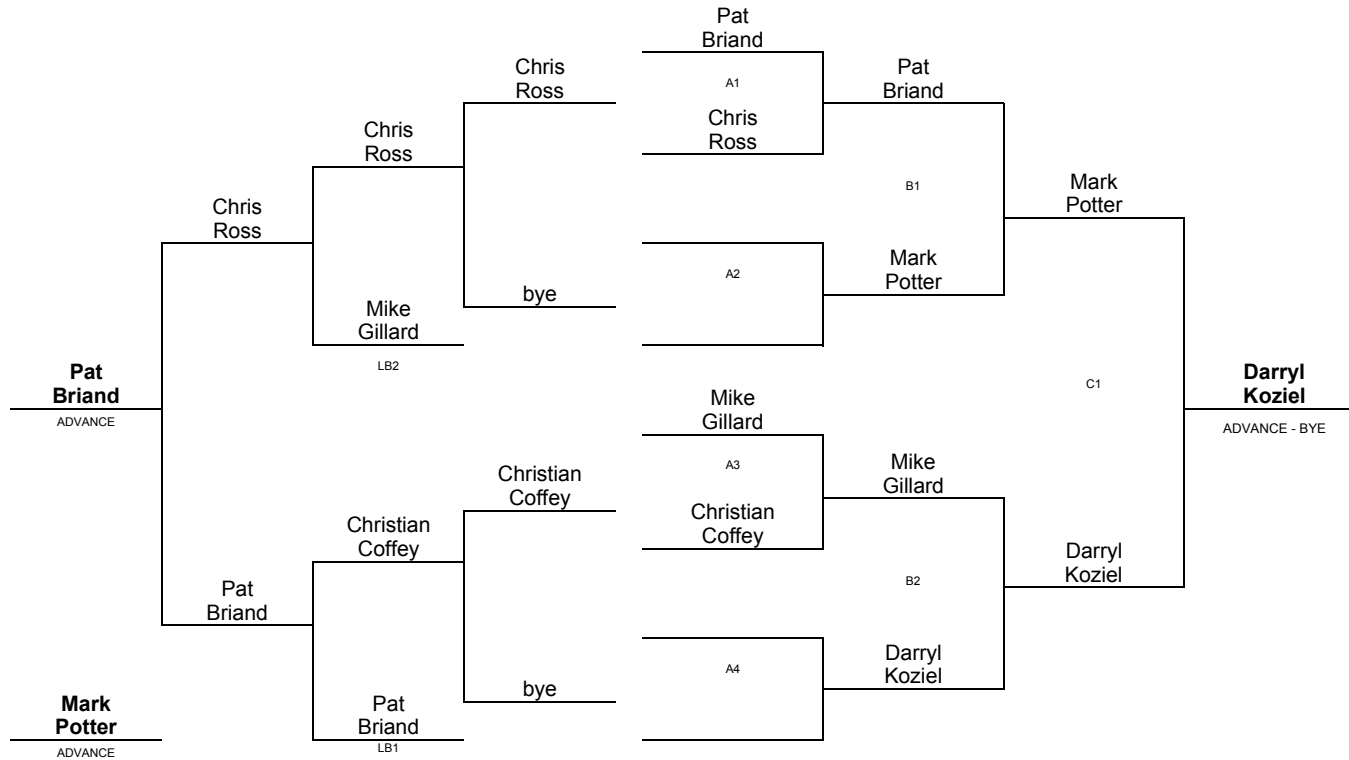 Pat
Briand
Chris
Ross
A1
Pat
Briand
Chris
Ross
Chris
Ross
B1
Mark
Potter
Chris
Ross
A2
Mark
Potter
bye
Mike
Gillard
LB2
Pat
Briand
ADVANCE
C1
Darryl
Koziel
ADVANCE - BYE
Mike
Gillard
A3
Mike
Gillard
Christian
Coffey
Christian
Coffey
Christian
Coffey
Darryl
Koziel
B2
Pat
Briand
A4
Darryl
Koziel
bye
Mark
Potter
ADVANCE
Pat
Briand
LB1